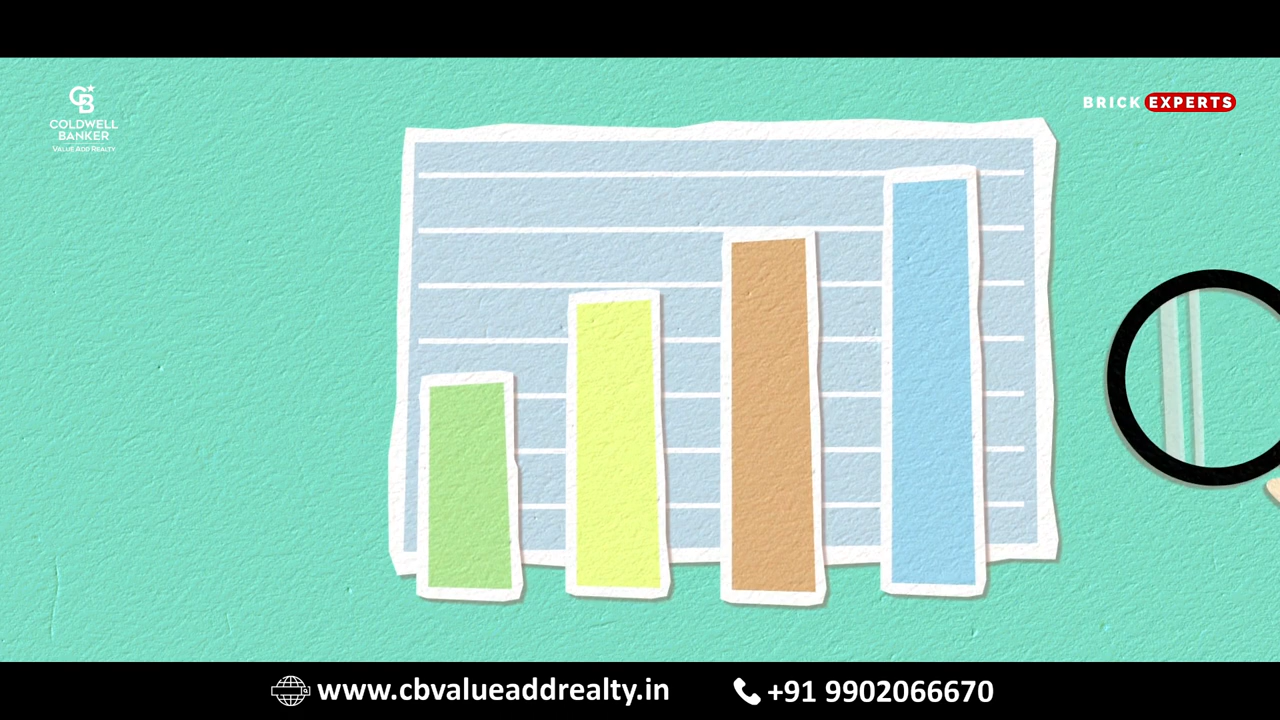 COLDWELL
BANKER
VALUE ADD REALTY
BRICK EXPERTS
www.cbvalueaddrealty.in
+91 9902066670